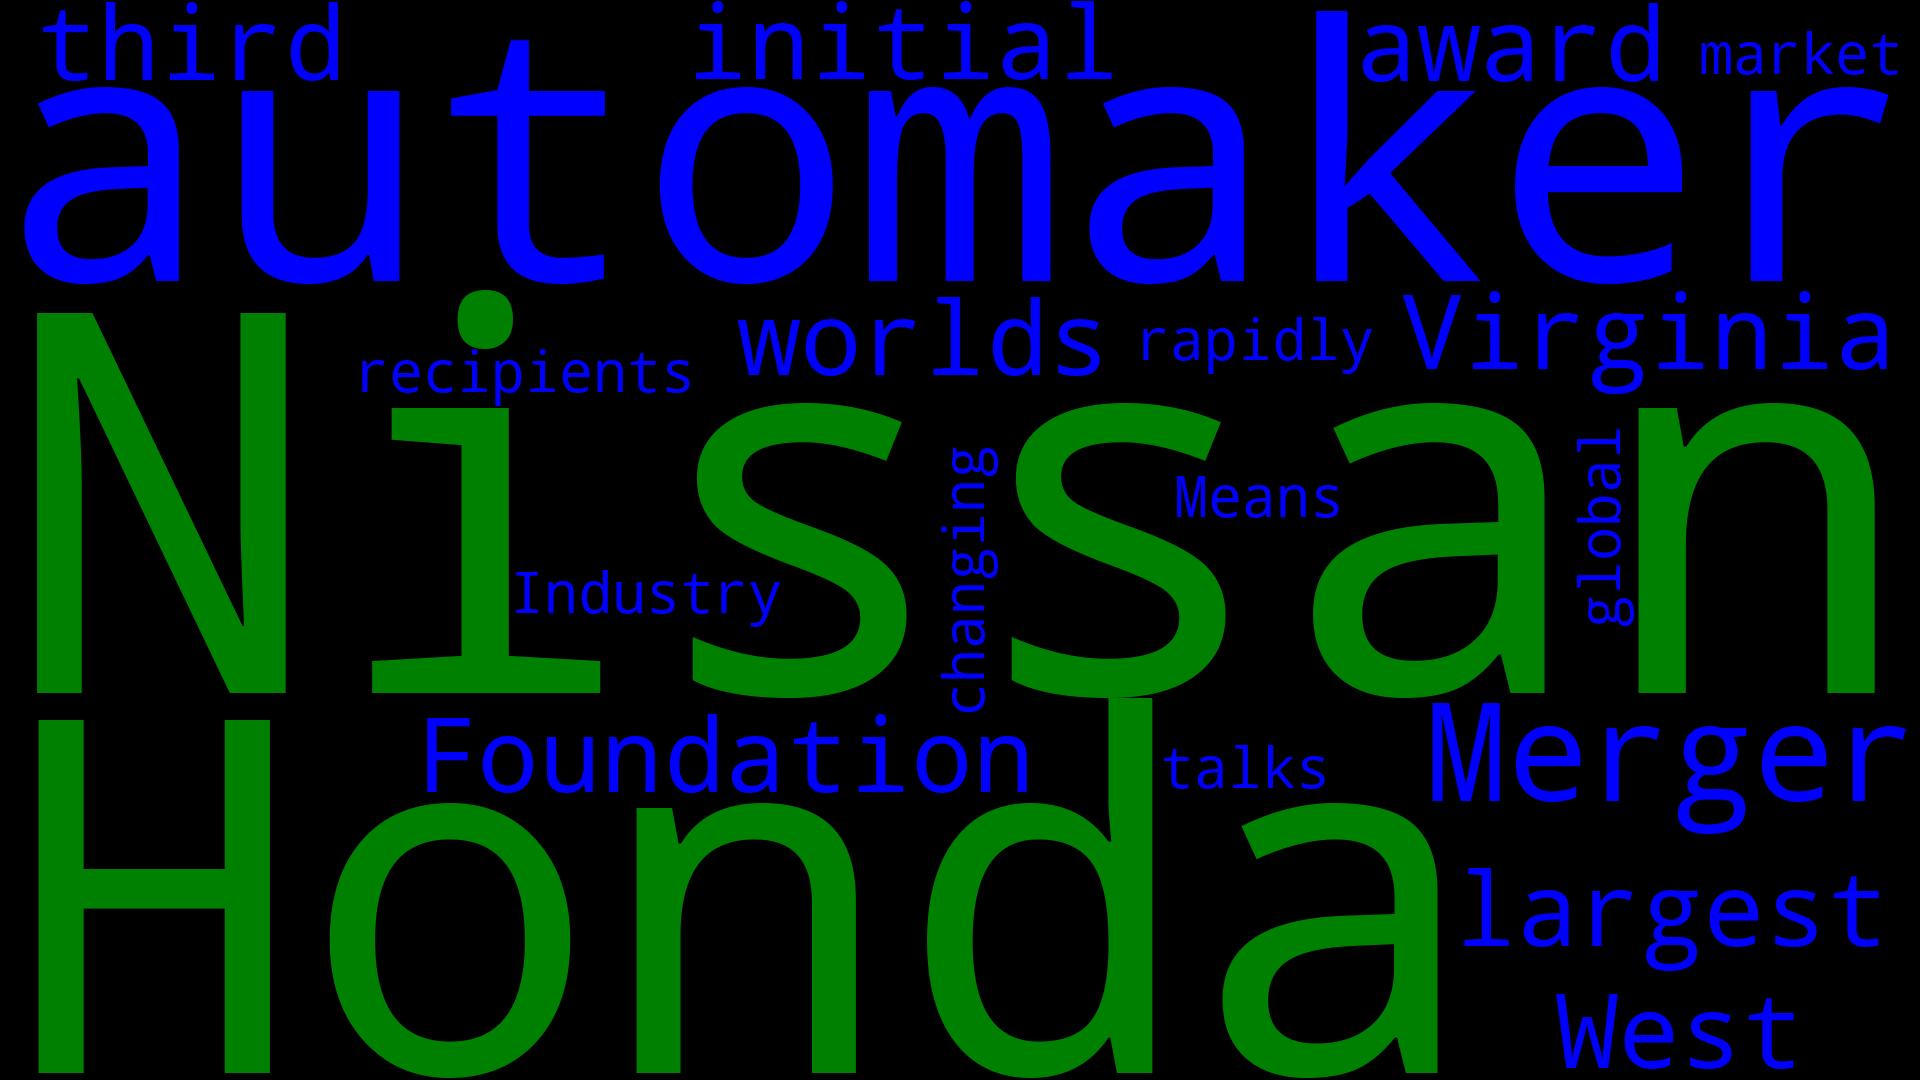 third initial award market
automaker
recipients worlds rapidly Virginia
Nissan
Industry changing Means global
Foundation talks Merger
Honda
largest
West